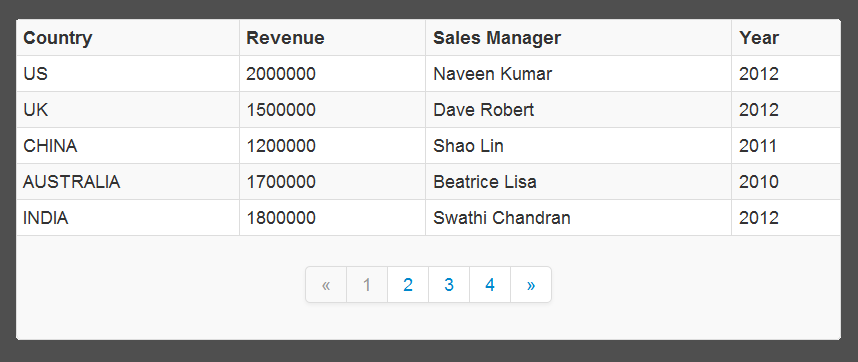 Country Revenue Sales Manager Year
US 2000000 Naveen Kumar 2012
UK 1500000 Dave Robert 2012
CHINA 1200000 Shao Lin 2011
AUSTRALIA 1700000 Beatrice Lisa 2010
INDIA 1800000 Swathi Chandran 2012
« 1 2 3 4 »